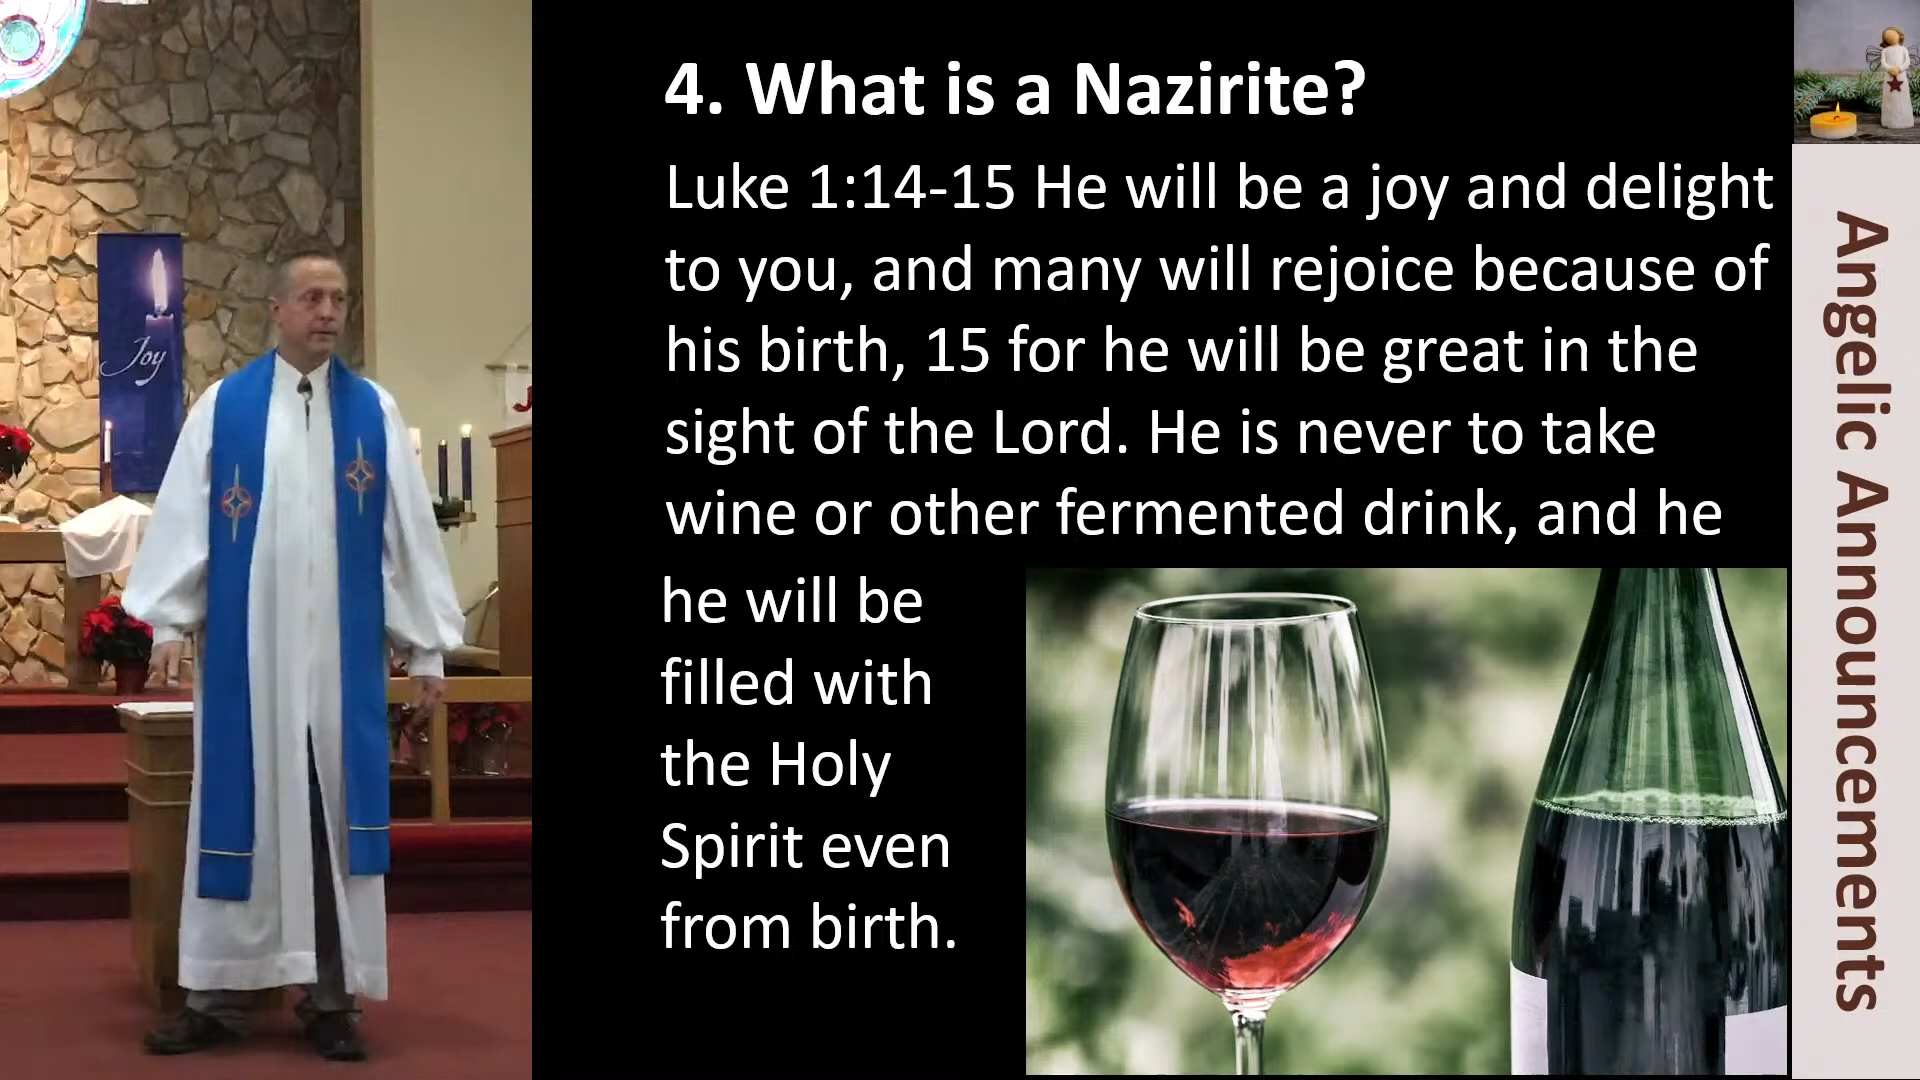 4. What is a Nazirite?
Luke 1:14-15 He will be a joy and delight
to you, and many will rejoice because of
his birth, 15 for he will be great in the
sight of the Lord. He is never to take
wine or other fermented drink, and he
he will be
filled with
the Holy
Spirit even
from birth.
Angelic Announcements
Joy
J